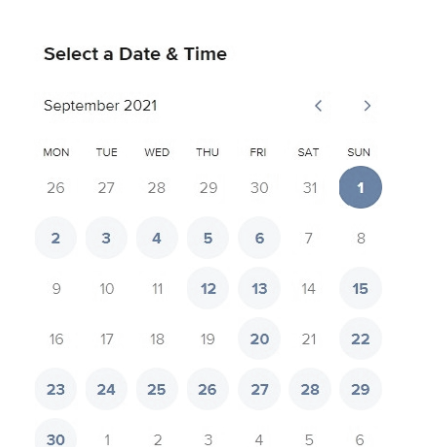 Select a Date & Time
September 2021
MON TUE WED THU FRI SAT SUN
26 27 28 29 30 31 1
2 3 4 5 6 7 8
9 10 11 12 13 14 15
16 17 18 19 20 21 22
23 24 25 26 27 28 29
30 1 2 3 4 5 6